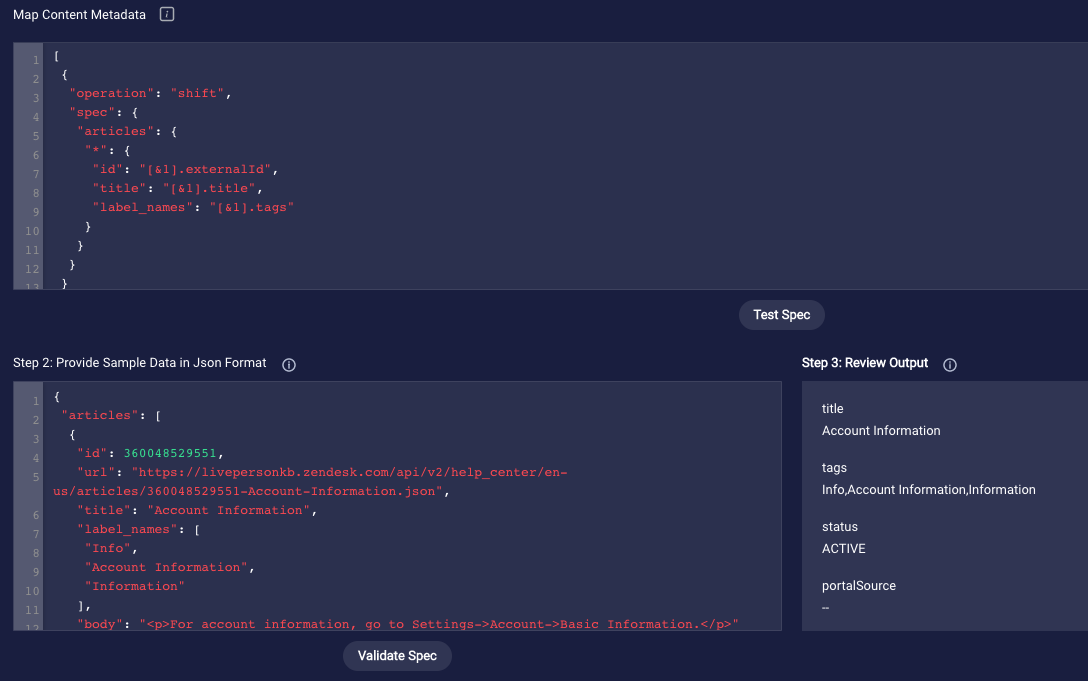 Map Content Metadata i
1 [
2 {
3 "operation": "shift",
4 "spec": {
5 "articles": {
6 "*": {
7 "id": "[&1].externalId",
8 "title": "[&1].title",
9 "label_names": "[&1].tags"
10 }
11 }
12 }
13 }
Test Spec
Step 2: Provide Sample Data in Json Format i
1 {
2 "articles": [
3 {
4 "id": 360048529551,
5 "url": "https://livepersonkb.zendesk.com/api/v2/help_center/en-
us/articles/360048529551-Account-Information.json",
6 "title": "Account Information",
7 "label_names": [
8 "Info",
9 "Account Information",
10 "Information"
11 ],
12 "body": "<p>For account information, go to Settings->Account->Basic Information.</p>"
Validate Spec
Step 3: Review Output i
title
Account Information
tags
Info,Account Information,Information
status
ACTIVE
portalSource
--